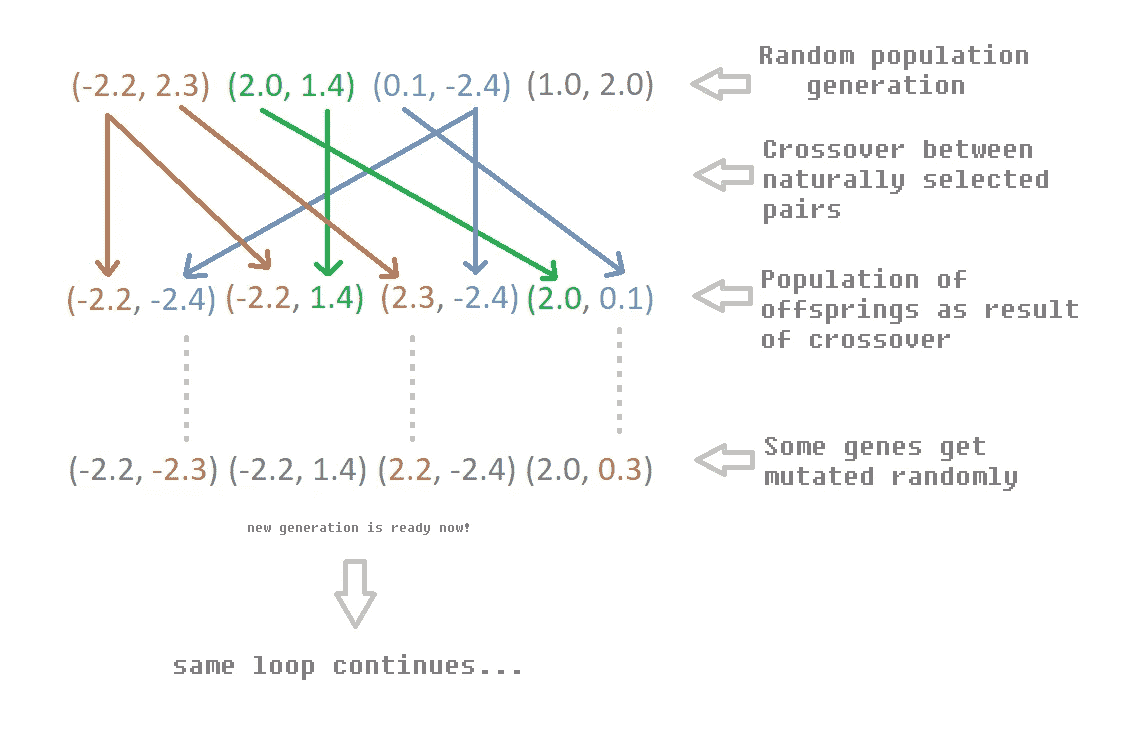 (-2.2, 2.3) (2.0, 1.4) (0.1, -2.4) (1.0, 2.0)
Random population
generation
Crossover between
naturally selected
pairs
(-2.2, -2.4) (-2.2, 1.4) (2.3, -2.4) (2.0, 0.1)
Population of
offsprings as result
of crossover
(-2.2, -2.3) (-2.2, 1.4) (2.2, -2.4) (2.0, 0.3)
Some genes get
mutated randomly
new generation is ready now!
same loop continues...